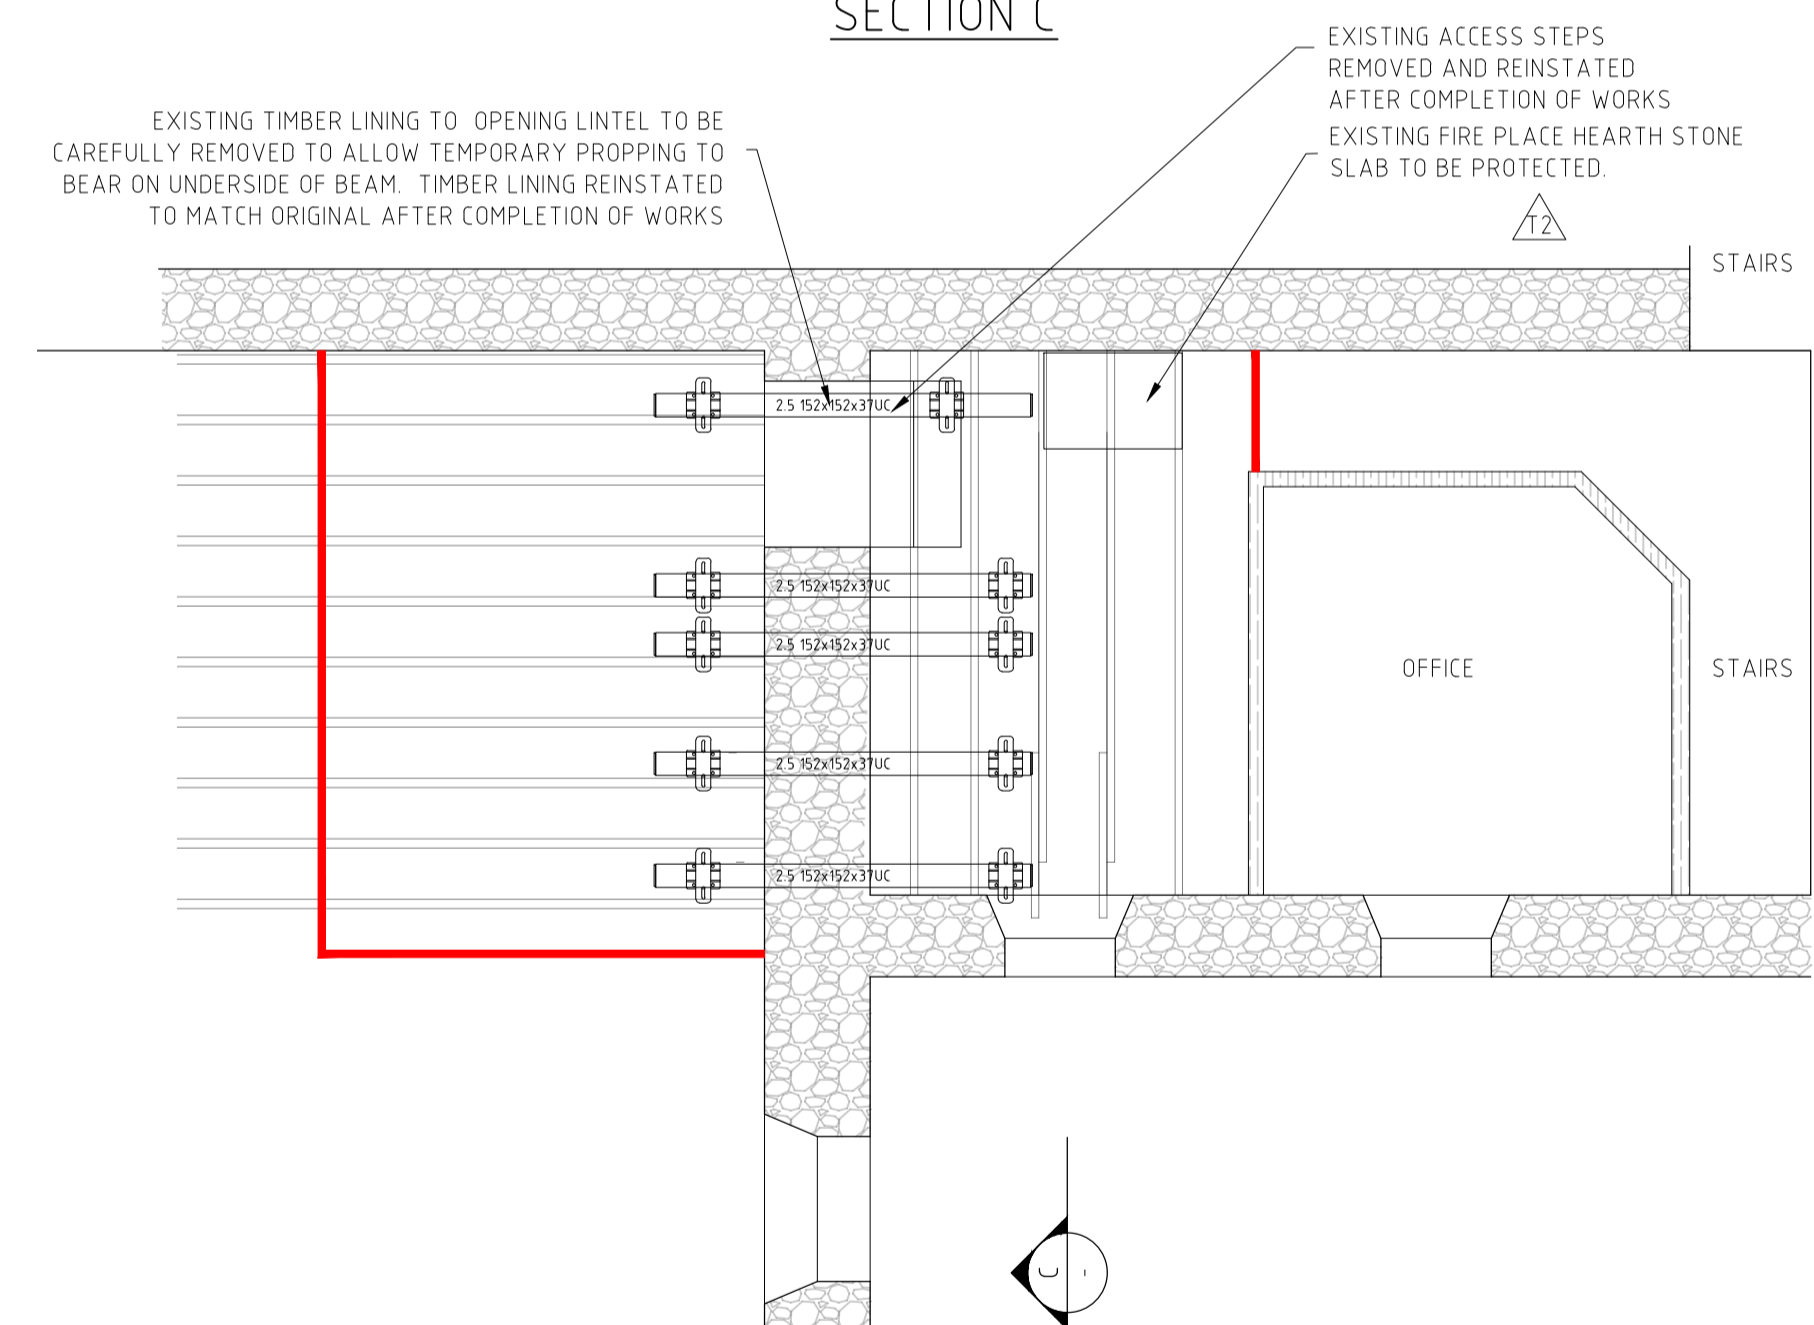 SECTION C
EXISTING ACCESS STEPS
REMOVED AND REINSTATED
AFTER COMPLETION OF WORKS
EXISTING FIRE PLACE HEARTH STONE
SLAB TO BE PROTECTED.
T2
EXISTING TIMBER LINING TO OPENING LINTEL TO BE
CAREFULLY REMOVED TO ALLOW TEMPORARY PROPPING TO
BEAR ON UNDERSIDE OF BEAM. TIMBER LINING REINSTATED
TO MATCH ORIGINAL AFTER COMPLETION OF WORKS
STAIRS
2.5 152x152x37UC
2.5 152x152x37UC
2.5 152x152x37UC
OFFICE
STAIRS
2.5 152x152x37UC
2.5 152x152x37UC
C
-